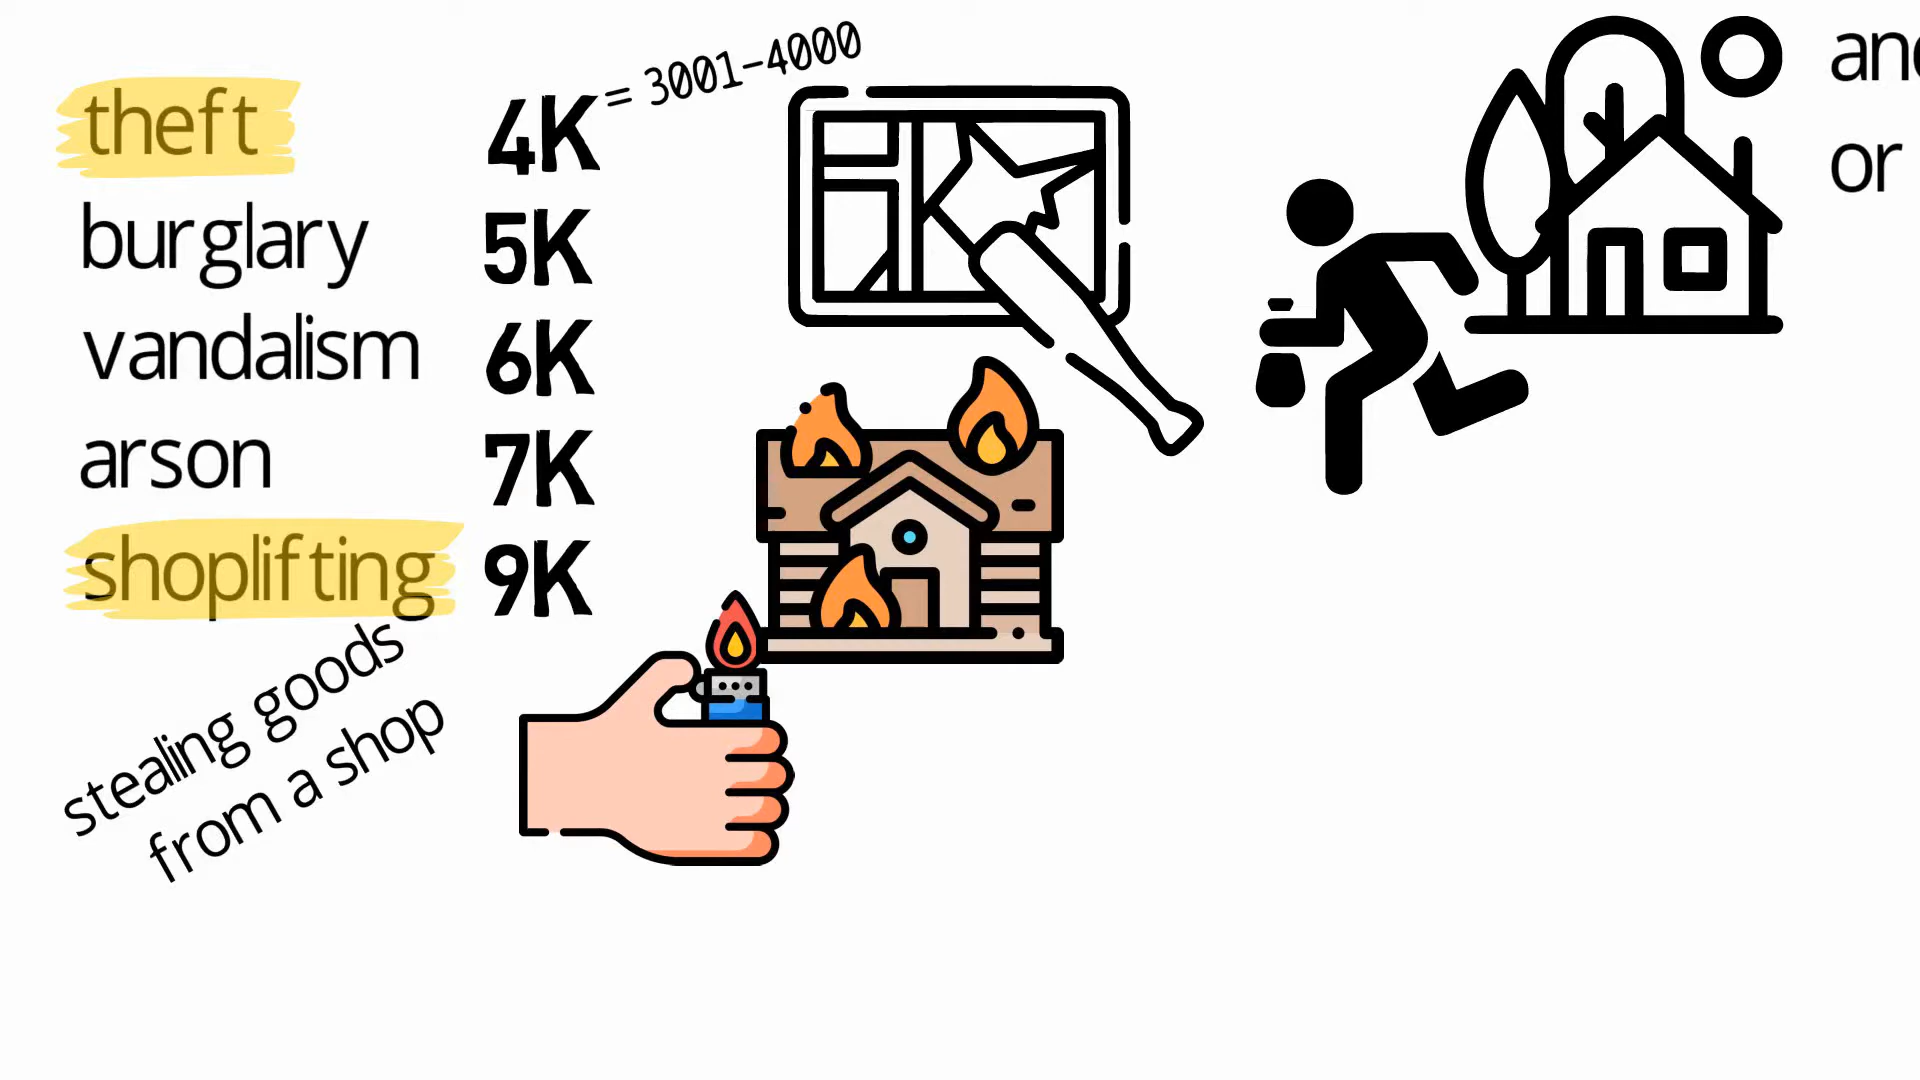 theft 4K = 3001-4000
burglary 5K
vandalism 6K
arson 7K
shoplifting 9K
stealing goods
from a shop
or